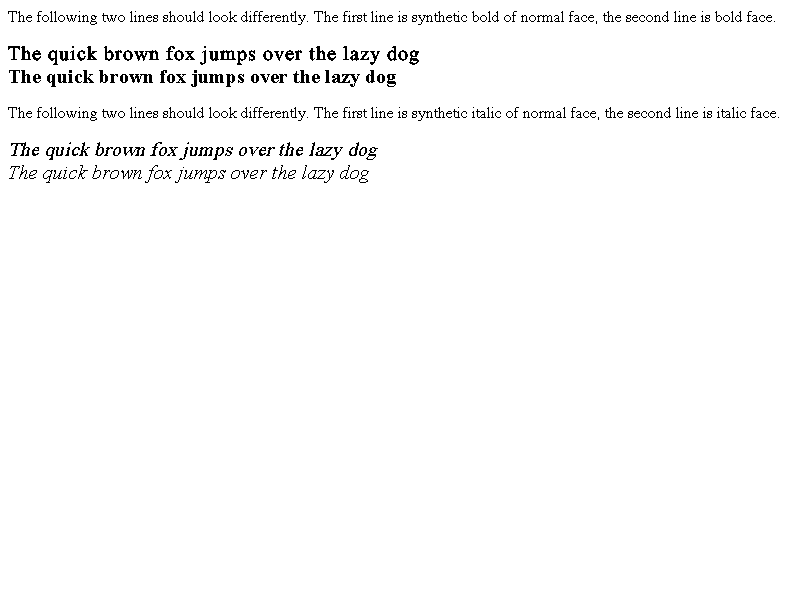 The following two lines should look differently. The first line is synthetic bold of normal face, the second line is bold face.
The quick brown fox jumps over the lazy dog
The quick brown fox jumps over the lazy dog
The following two lines should look differently. The first line is synthetic italic of normal face, the second line is italic face.
The quick brown fox jumps over the lazy dog
The quick brown fox jumps over the lazy dog